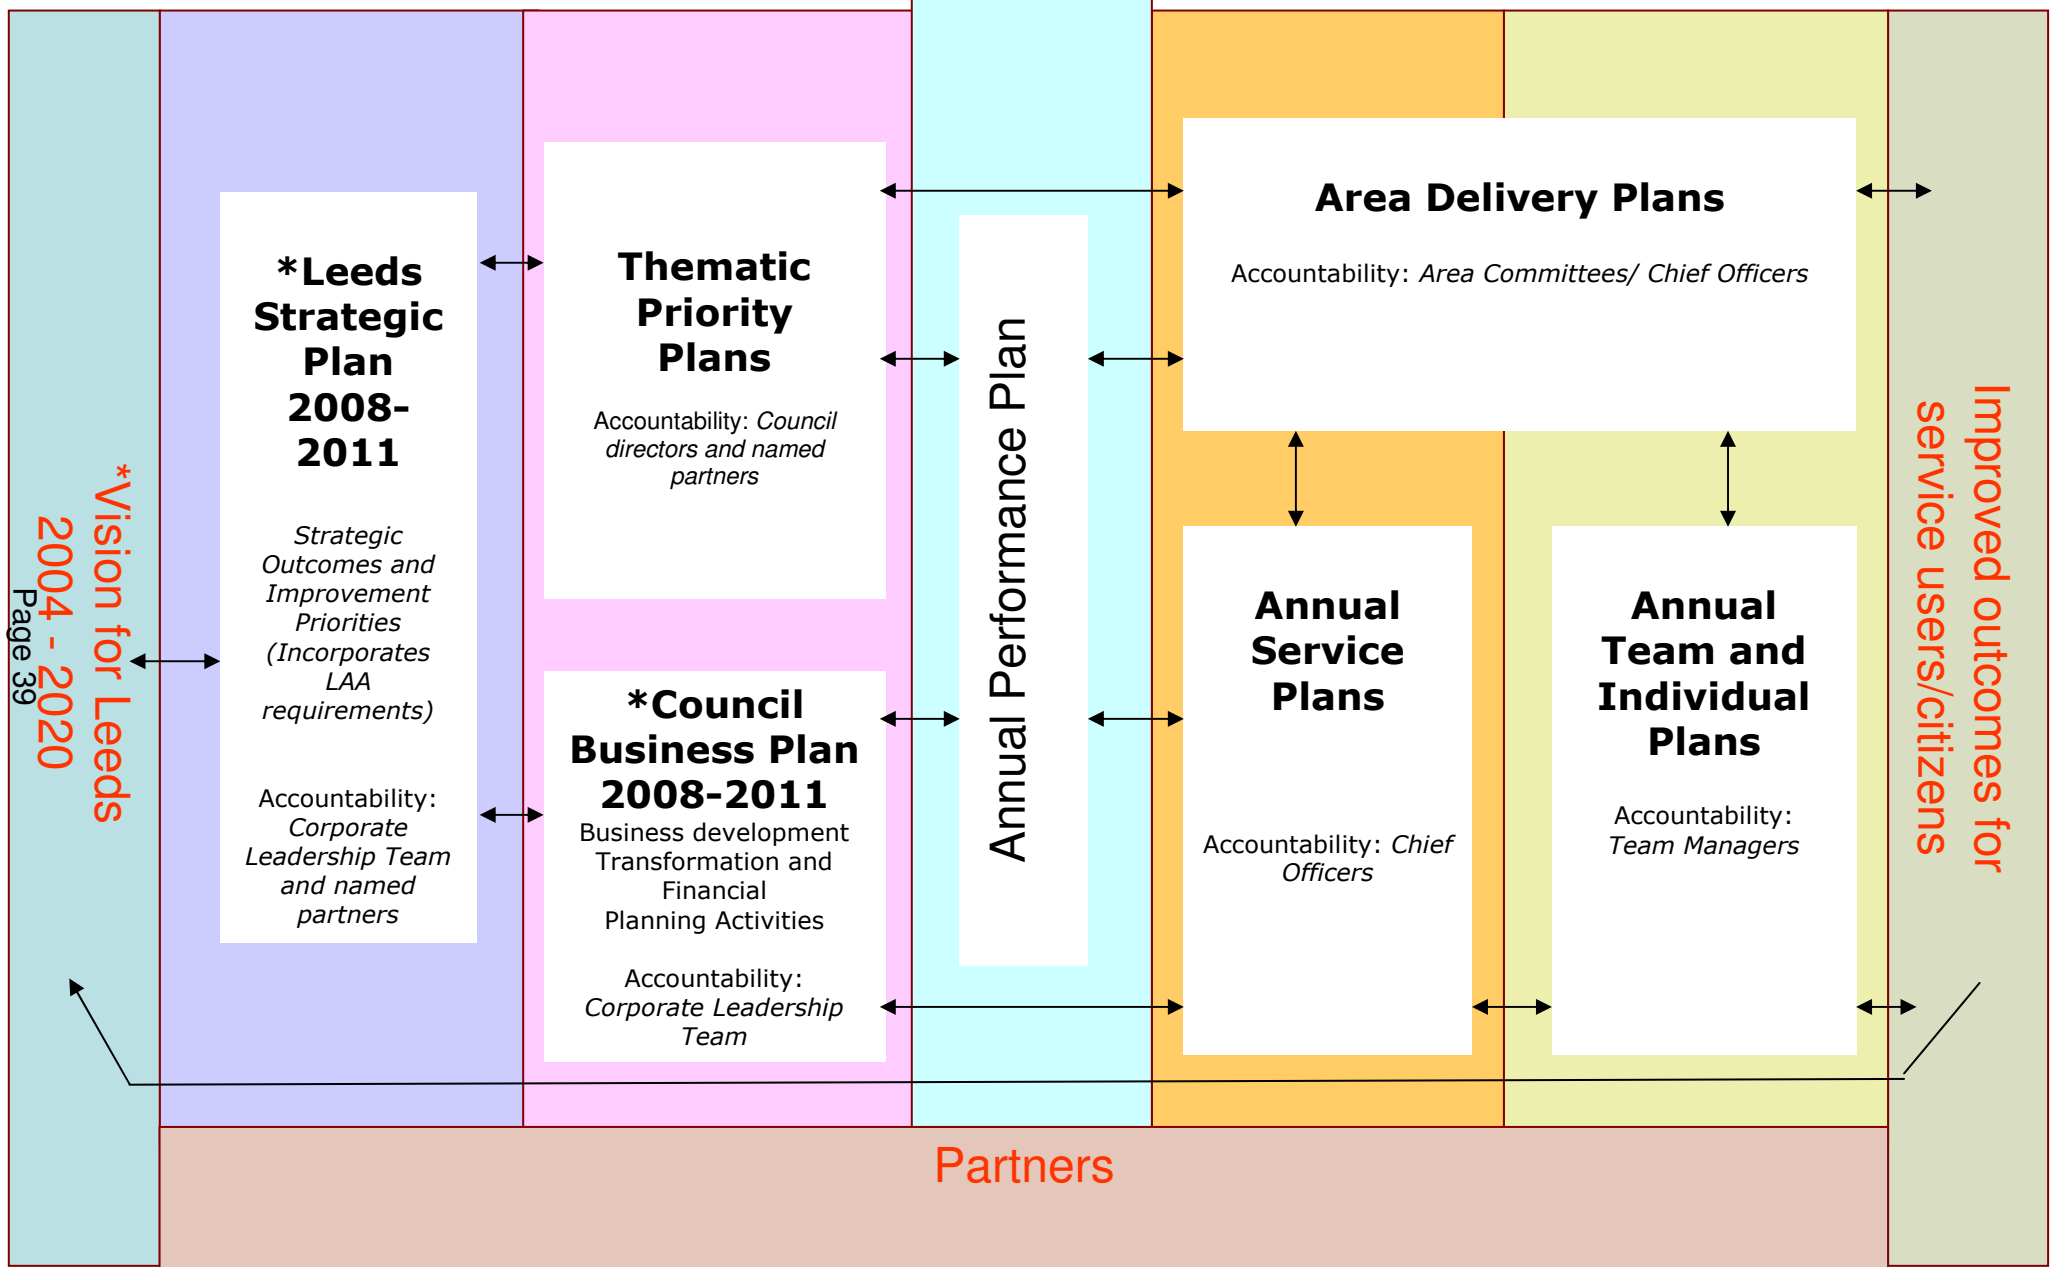 *Vision for Leeds
2004 - 2020
Page 39
*Leeds
Strategic
Plan
2008-
2011
Strategic
Outcomes and
Improvement
Priorities
(Incorporates
LAA
requirements)
Accountability:
Corporate
Leadership Team
and named
partners
Thematic
Priority
Plans
Accountability: Council
directors and named
partners
*Council
Business Plan
2008-2011
Business development
Transformation and
Financial
Planning Activities
Accountability:
Corporate Leadership
Team
Annual Performance Plan
Area Delivery Plans
Accountability: Area Committees/ Chief Officers
Annual
Service
Plans
Accountability: Chief
Officers
Annual
Team and
Individual
Plans
Accountability:
Team Managers
Improved outcomes for
service users/citizens
Partners